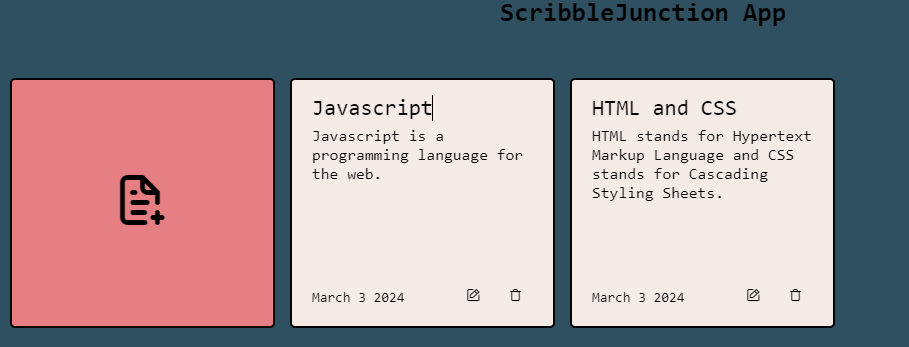 ScribbleJunction App
Javascript
Javascript is a
programming language for
the web.
March 3 2024
HTML and CSS
HTML stands for Hypertext
Markup Language and CSS
stands for Cascading
Styling Sheets.
March 3 2024